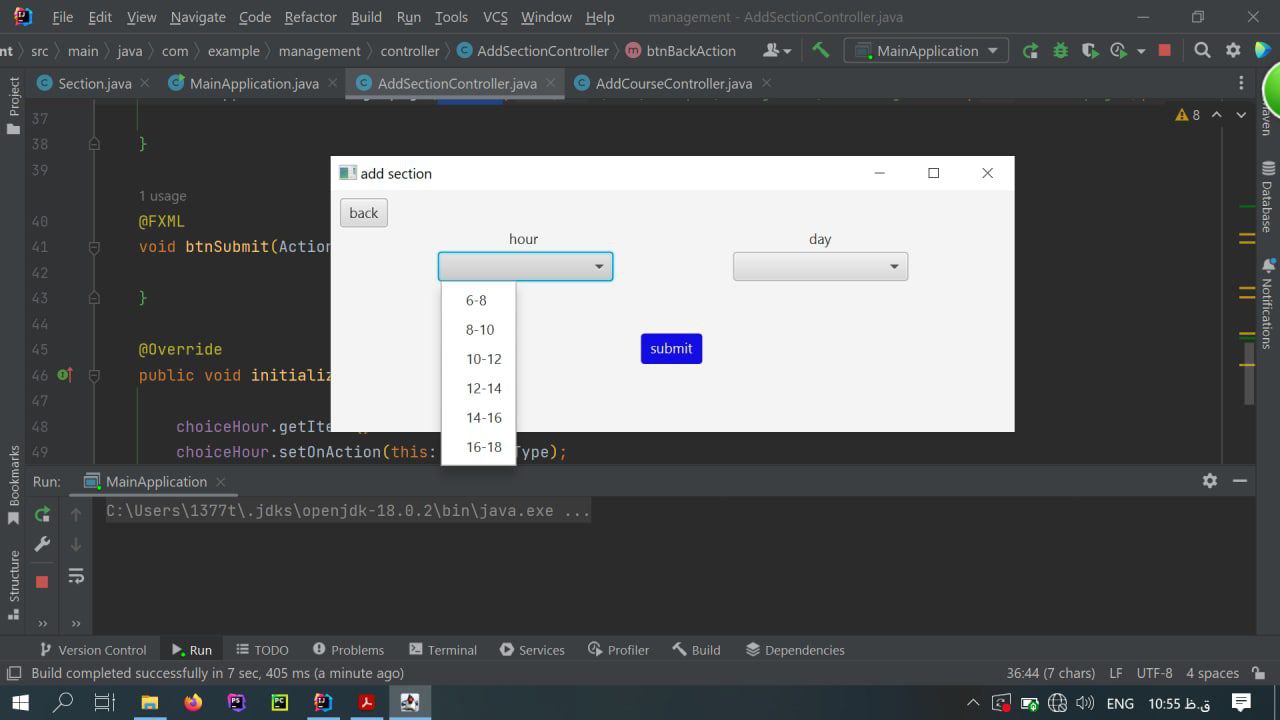 File Edit View Navigate Code Refactor Build Run Tools VCS Window Help management - AddSectionController.java
nt src main java com example management controller AddSectionController btnBackAction MainApplication
Section.java MainApplication.java AddSectionController.java AddCourseController.java
Project
Maven
Database
Notifications
Bookmarks
Structure
8
37
38 }
39
1 usage
40 @FXML
41 void btnSubmit(Action
42
43 }
44
45 @Override
46 public void initializ
47
48 choiceHour.getIte
49 choiceHour.setOnAction(this: Type);
add section
back
hour day
6-8
8-10
10-12
12-14
14-16
16-18
submit
Run: MainApplication
C:\Users\1377t\.jdks\openjdk-18.0.2\bin\java.exe ...
Version Control Run TODO Problems Terminal Services Profiler Build Dependencies
Build completed successfully in 7 sec, 405 ms (a minute ago) 36:44 (7 chars) LF UTF-8 4 spaces
PS PC ENG 10:55 ق.ظ